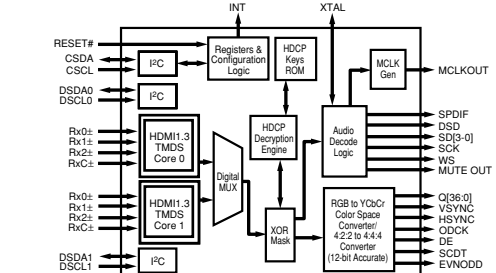 INT
XTAL
RESET#
CSDA
CSCL
I²C
Registers &
Configuration
Logic
HDCP
Keys
ROM
MCLK
Gen
MCLKOUT
DSDA0
DSCL0
I²C
Rx0±
Rx1±
Rx2±
RxC±
HDMI1.3
TMDS
Core 0
Digital
MUX
HDCP
Decryption
Engine
Audio
Decode
Logic
SPDIF
DSD
SD[3-0]
SCK
WS
MUTE OUT
Rx0±
Rx1±
Rx2±
RxC±
HDMI1.3
TMDS
Core 1
XOR
Mask
RGB to YCbCr
Color Space
Converter/
4:2:2 to 4:4:4
Converter
(12-bit Accurate)
Q[36:0]
VSYNC
HSYNC
ODCK
DE
SCDT
EVNODD
DSDA1
DSCL1
I²C